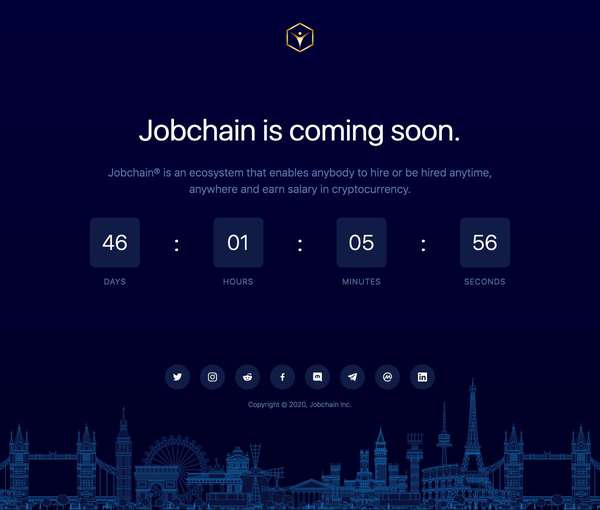 Jobchain is coming soon.
Jobchain® is an ecosystem that enables anybody to hire or be hired anytime,
anywhere and earn salary in cryptocurrency.
46 : 01 : 05 : 56
DAYS HOURS MINUTES SECONDS
Copyright © 2020, Jobchain Inc.